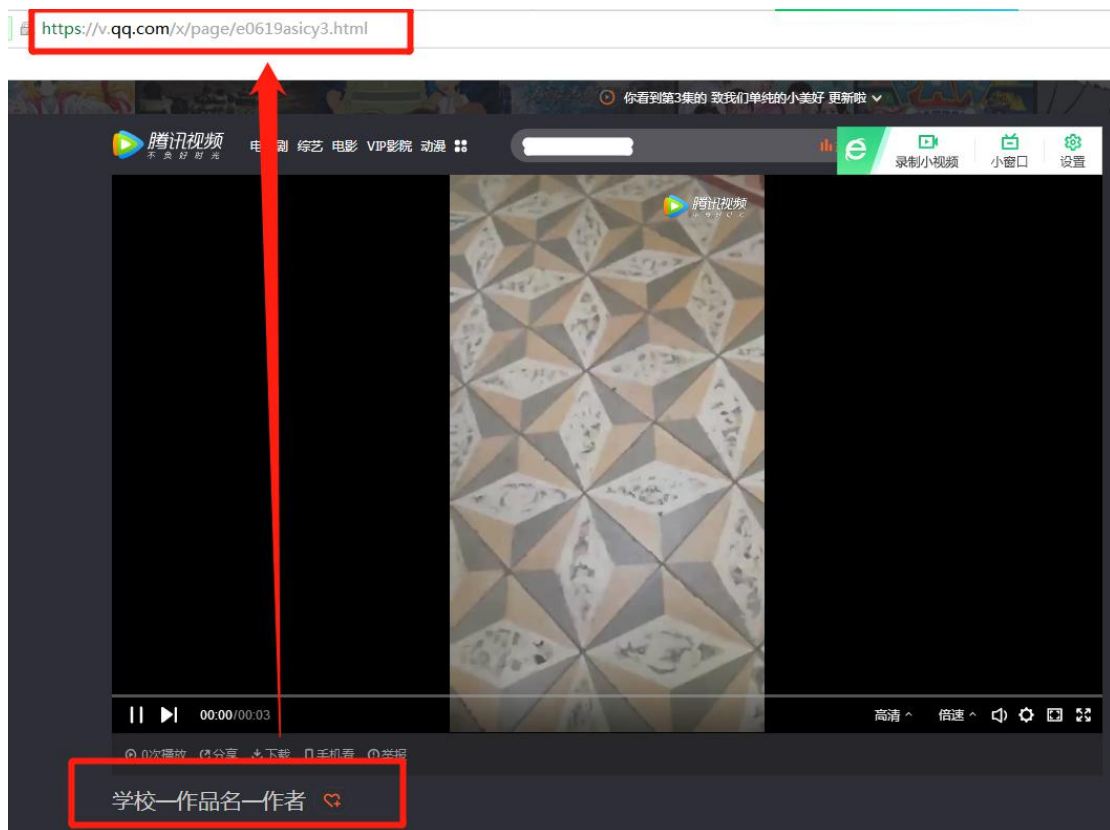 https://v.qq.com/x/page/e0619asicy3.html
你看到第3集的 致我们单纯的小美好 更新啦
腾讯视频
不负好时光
电 剧 综艺 电影 VIP影院 动漫
录制小视频 小窗口 设置
腾讯视频
00:00/00:03
高清 倍速
0次播放 分享 下载 手机看 举报
学校—作品名—作者